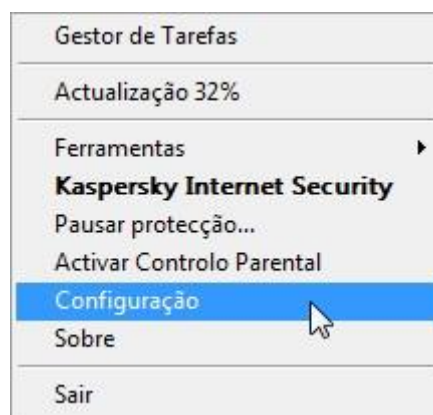 Gestor de Tarefas
Actualização 32%
Ferramentas
Kaspersky Internet Security
Pausar protecção...
Activar Controlo Parental
Configuração
Sobre
Sair